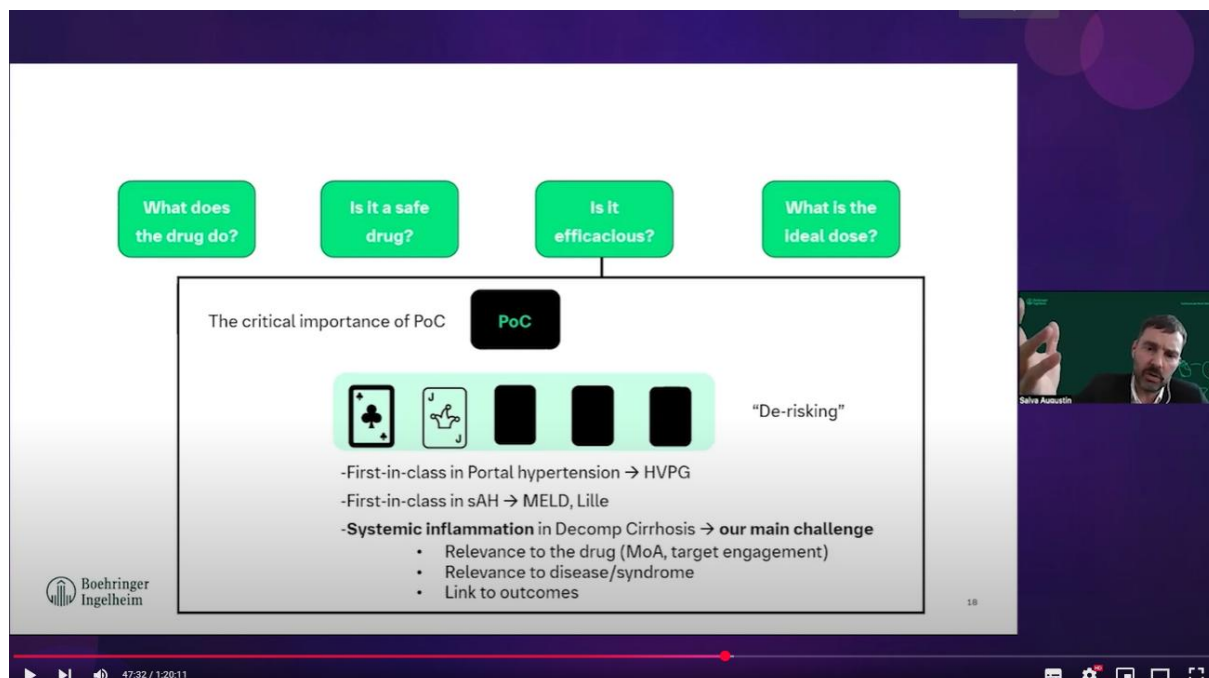 What does
the drug do?
Is it a safe
drug?
Is it
efficacious?
What is the
ideal dose?
The critical importance of PoC
PoC
J
J
"De-risking"
-First-in-class in Portal hypertension → HVPG
-First-in-class in sAH → MELD, Lille
-Systemic inflammation in Decomp Cirrhosis → our main challenge
• Relevance to the drug (MoA, target engagement)
• Relevance to disease/syndrome
• Link to outcomes
Boehringer
Ingelheim
18
Salva Augustin
47:32 / 1:20:11